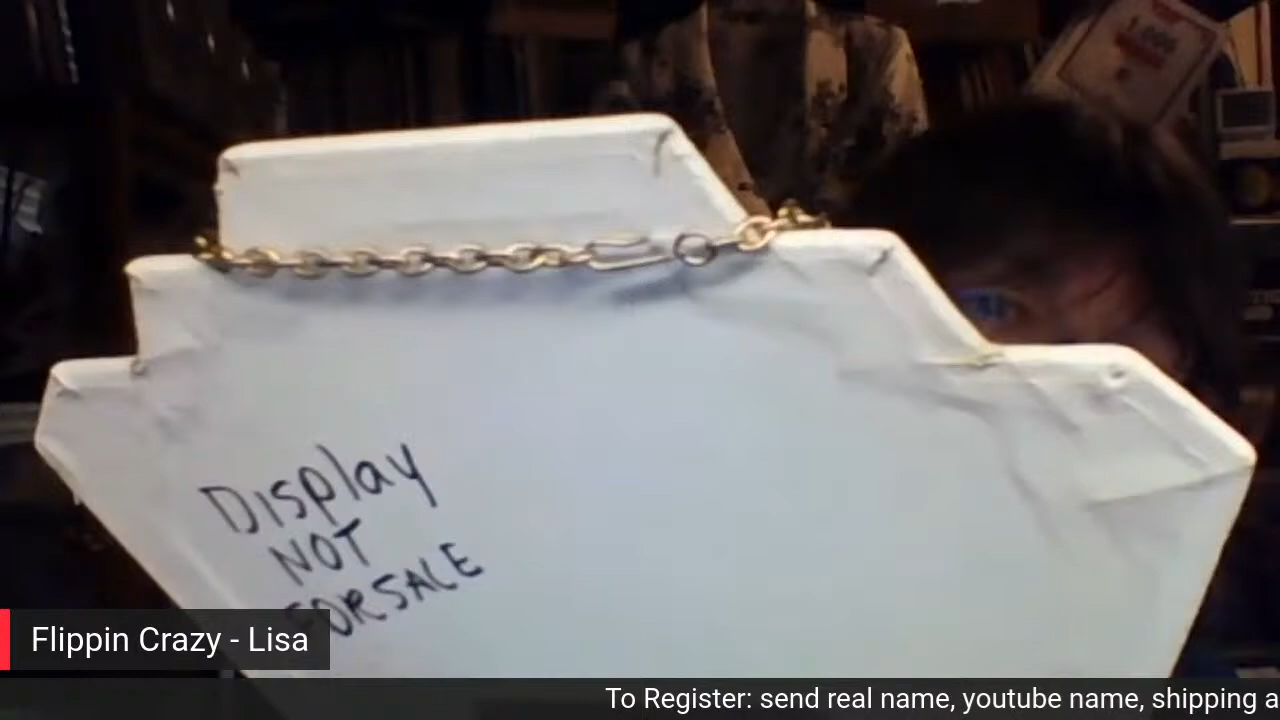 Display
NOT
FORSALE
Flippin Crazy - Lisa
To Register: send real name, youtube name, shipping a